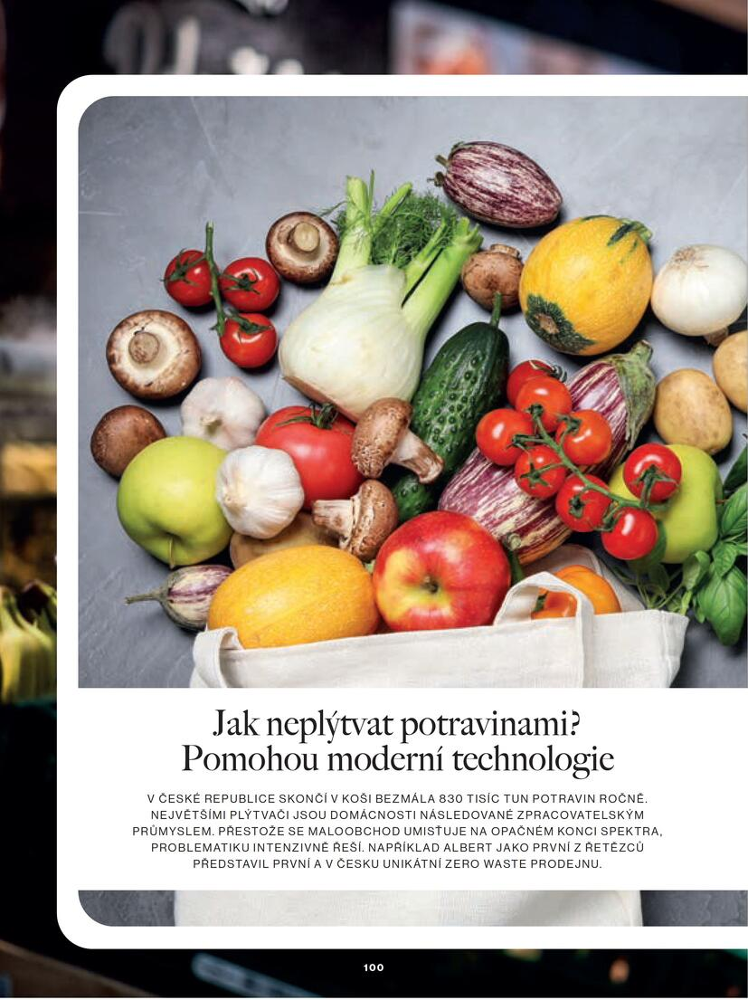 Jak neplýtvat potravinami?
Pomohou moderní technologie
V ČESKÉ REPUBLICE SKONČÍ V KOŠI BEZMÁLA 830 TISÍC TUN POTRAVIN ROČNĚ.
NEJVĚTŠÍMI PLÝTVAČI JSOU DOMÁCNOSTI NÁSLEDOVANÉ ZPRACOVATELSKÝM
PRŮMYSLEM. PŘESTOŽE SE MALOOBCHOD UMISŤUJE NA OPAČNÉM KONCI SPEKTRA,
PROBLEMATIKU INTENZIVNĚ ŘEŠÍ. NAPŘÍKLAD ALBERT JAKO PRVNÍ Z ŘETĚZCŮ
PŘEDSTAVIL PRVNÍ A V ČESKU UNIKÁTNÍ ZERO WASTE PRODEJNU.
100